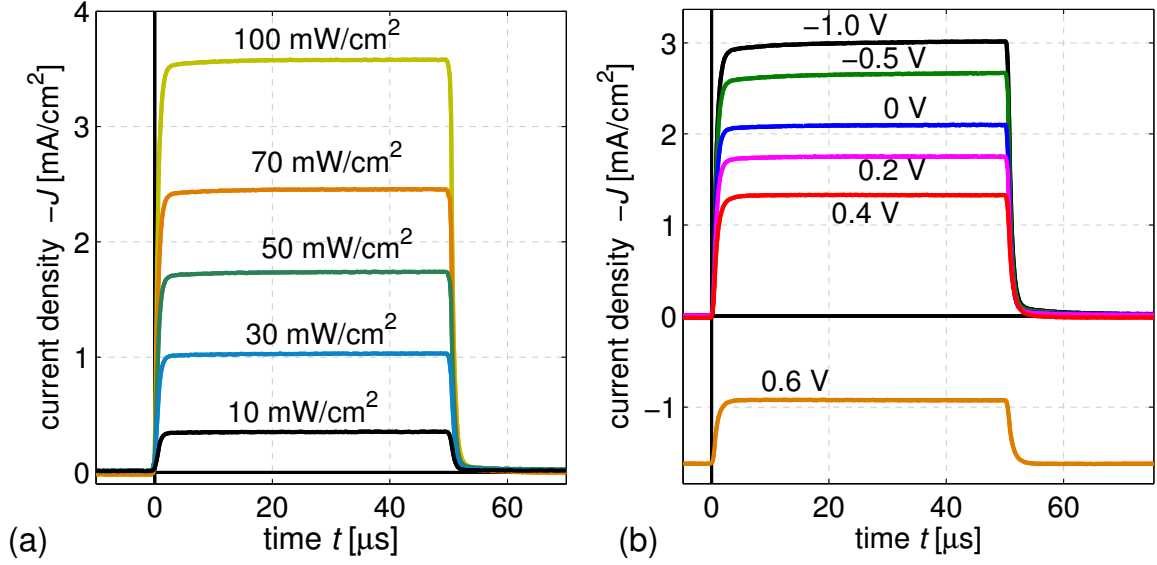 4
3
2
1
0
0
20
40
60
100 mW/cm²
70 mW/cm²
50 mW/cm²
30 mW/cm²
10 mW/cm²
current density −J [mA/cm²]
time t [µs]
(a)
3
2
1
0
−1
0
20
40
60
−1.0 V
−0.5 V
0 V
0.2 V
0.4 V
0.6 V
current density −J [mA/cm²]
time t [µs]
(b)